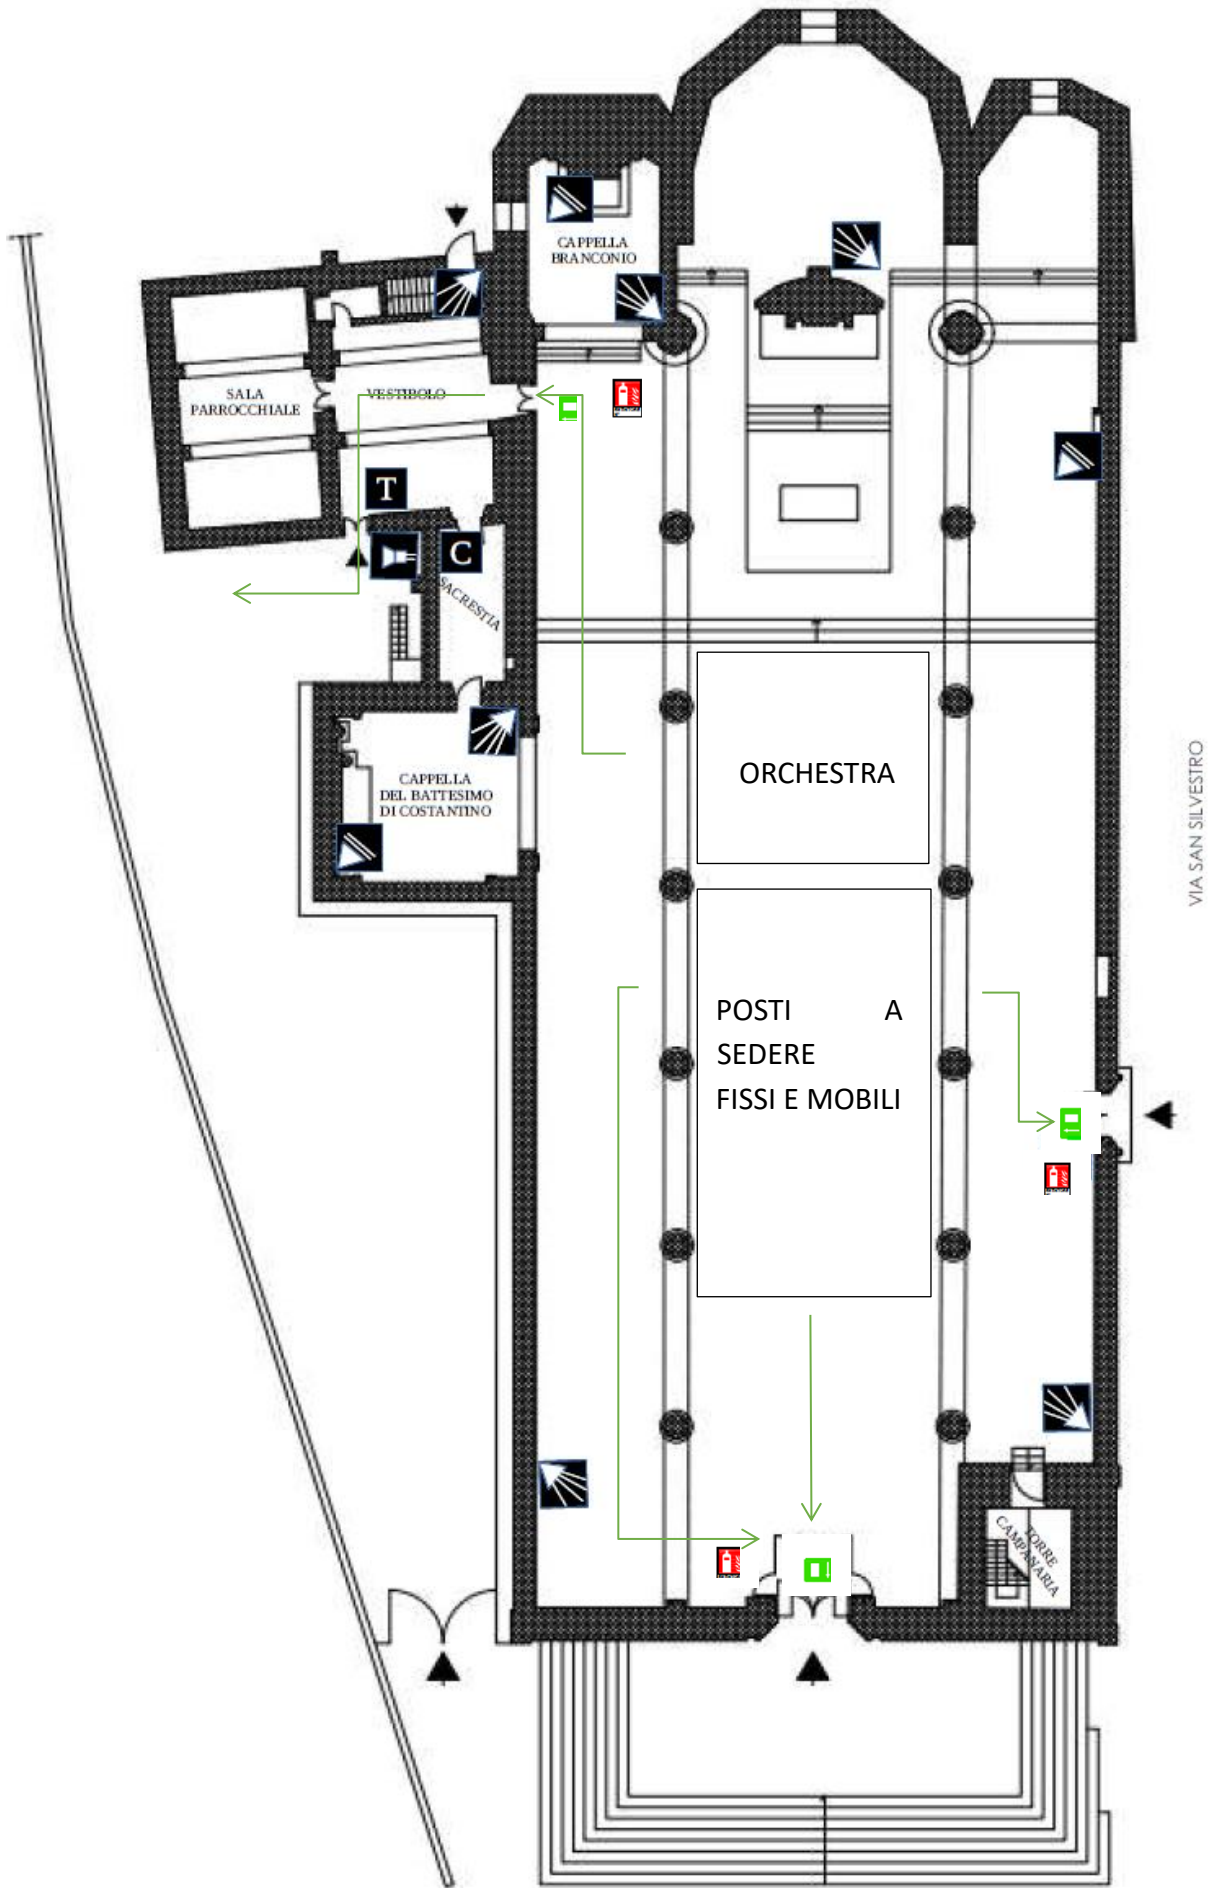 CAPPELLA
BRANCONIO
SALA
PARROCCHIALE
VESTIBOLO
T
C
SACRESTIA
ORCHESTRA
CAPPELLA
DEL BATTESIMO
DI COSTANTINO
VIA SAN SILVESTRO
POSTI A
SEDERE
FISSI E MOBILI
TORRE
CAMPANARIA